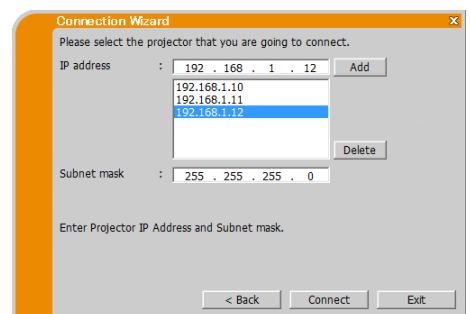 Connection Wizard x
Please select the projector that you are going to connect.
IP address : 192 . 168 . 1 . 12 Add
192.168.1.10
192.168.1.11
192.168.1.12
Delete
Subnet mask : 255 . 255 . 255 . 0
Enter Projector IP Address and Subnet mask.
< Back Connect Exit